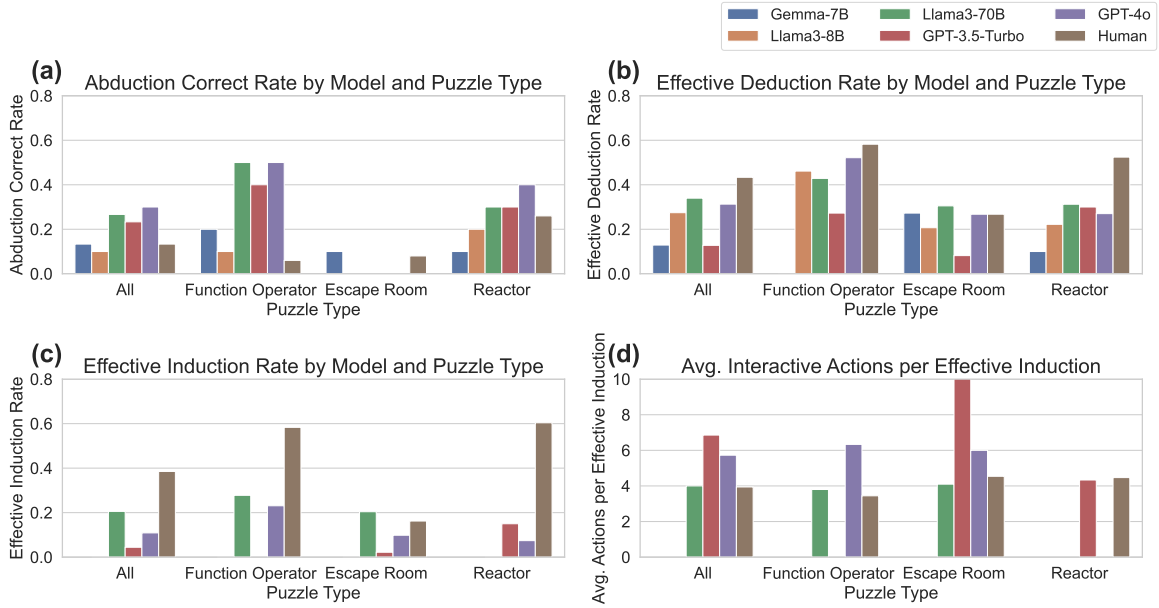 Gemma-7B
Llama3-8B
Llama3-70B
GPT-3.5-Turbo
GPT-4o
Human
(a)
Abduction Correct Rate by Model and Puzzle Type
Abduction Correct Rate
0.8
0.6
0.4
0.2
0.0
All
Function Operator
Escape Room
Reactor
Puzzle Type
(b)
Effective Deduction Rate by Model and Puzzle Type
Effective Deduction Rate
0.8
0.6
0.4
0.2
0.0
All
Function Operator
Escape Room
Reactor
Puzzle Type
(c)
Effective Induction Rate by Model and Puzzle Type
Effective Induction Rate
0.8
0.6
0.4
0.2
0.0
All
Function Operator
Escape Room
Reactor
Puzzle Type
(d)
Avg. Interactive Actions per Effective Induction
Avg. Actions per Effective Induction
10
8
6
4
2
0
All
Function Operator
Escape Room
Reactor
Puzzle Type